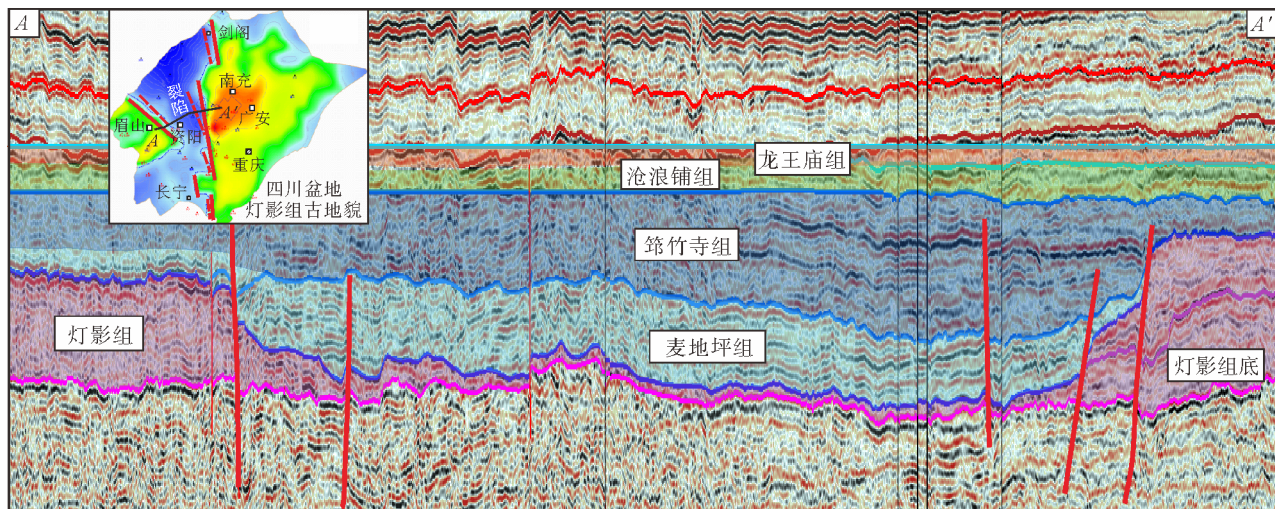 A
A′
剑阁
南充
裂陷
A′
广安
眉山
资阳
A
重庆
长宁
四川盆地
灯影组古地貌
龙王庙组
沧浪铺组
筇竹寺组
灯影组
麦地坪组
灯影组底